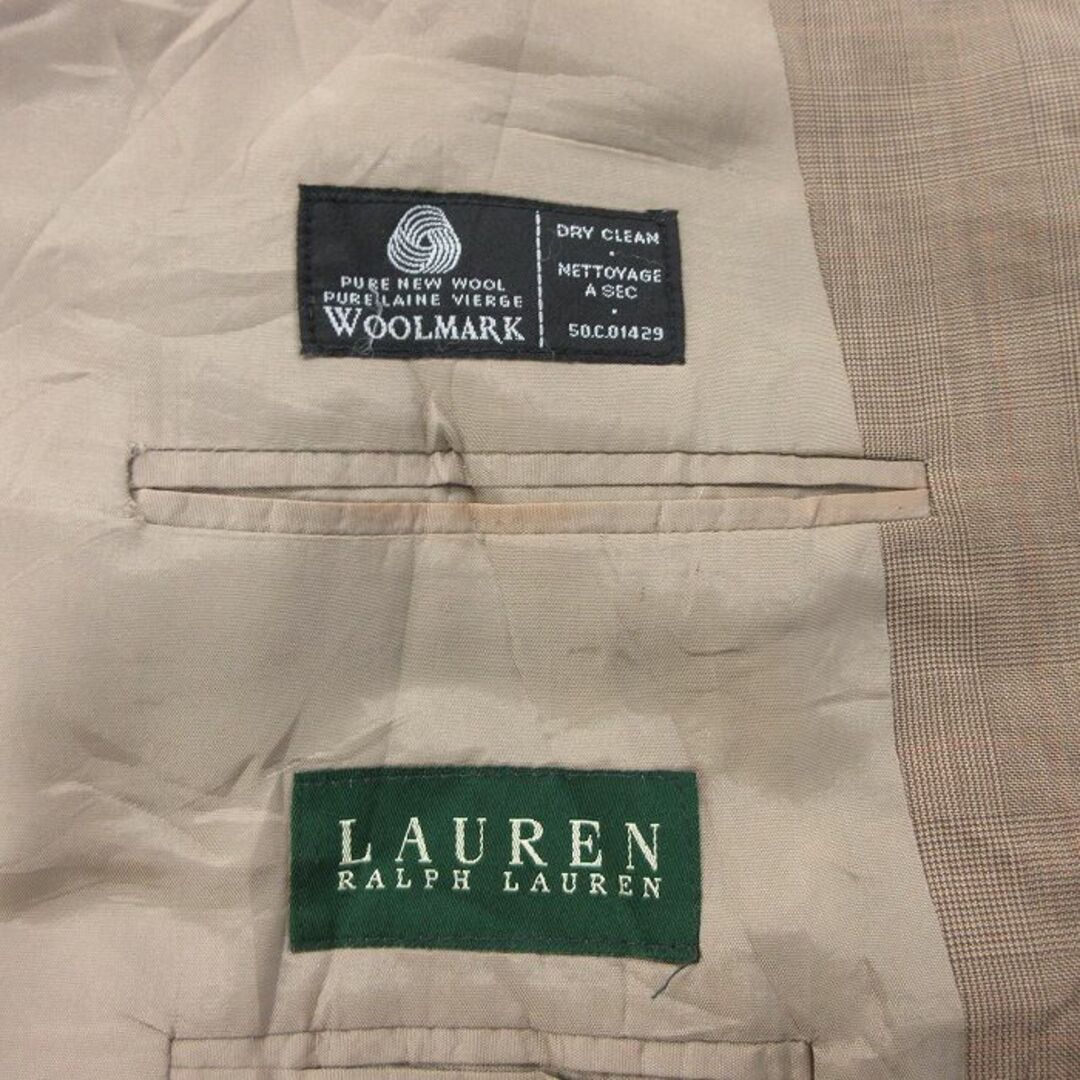 PURE NEW WOOL
PURE LAINE VIERGE
WOOLMARK
DRY CLEAN
•
NETTOYAGE
A SEC
•
50.C.01429
LAUREN
RALPH LAUREN